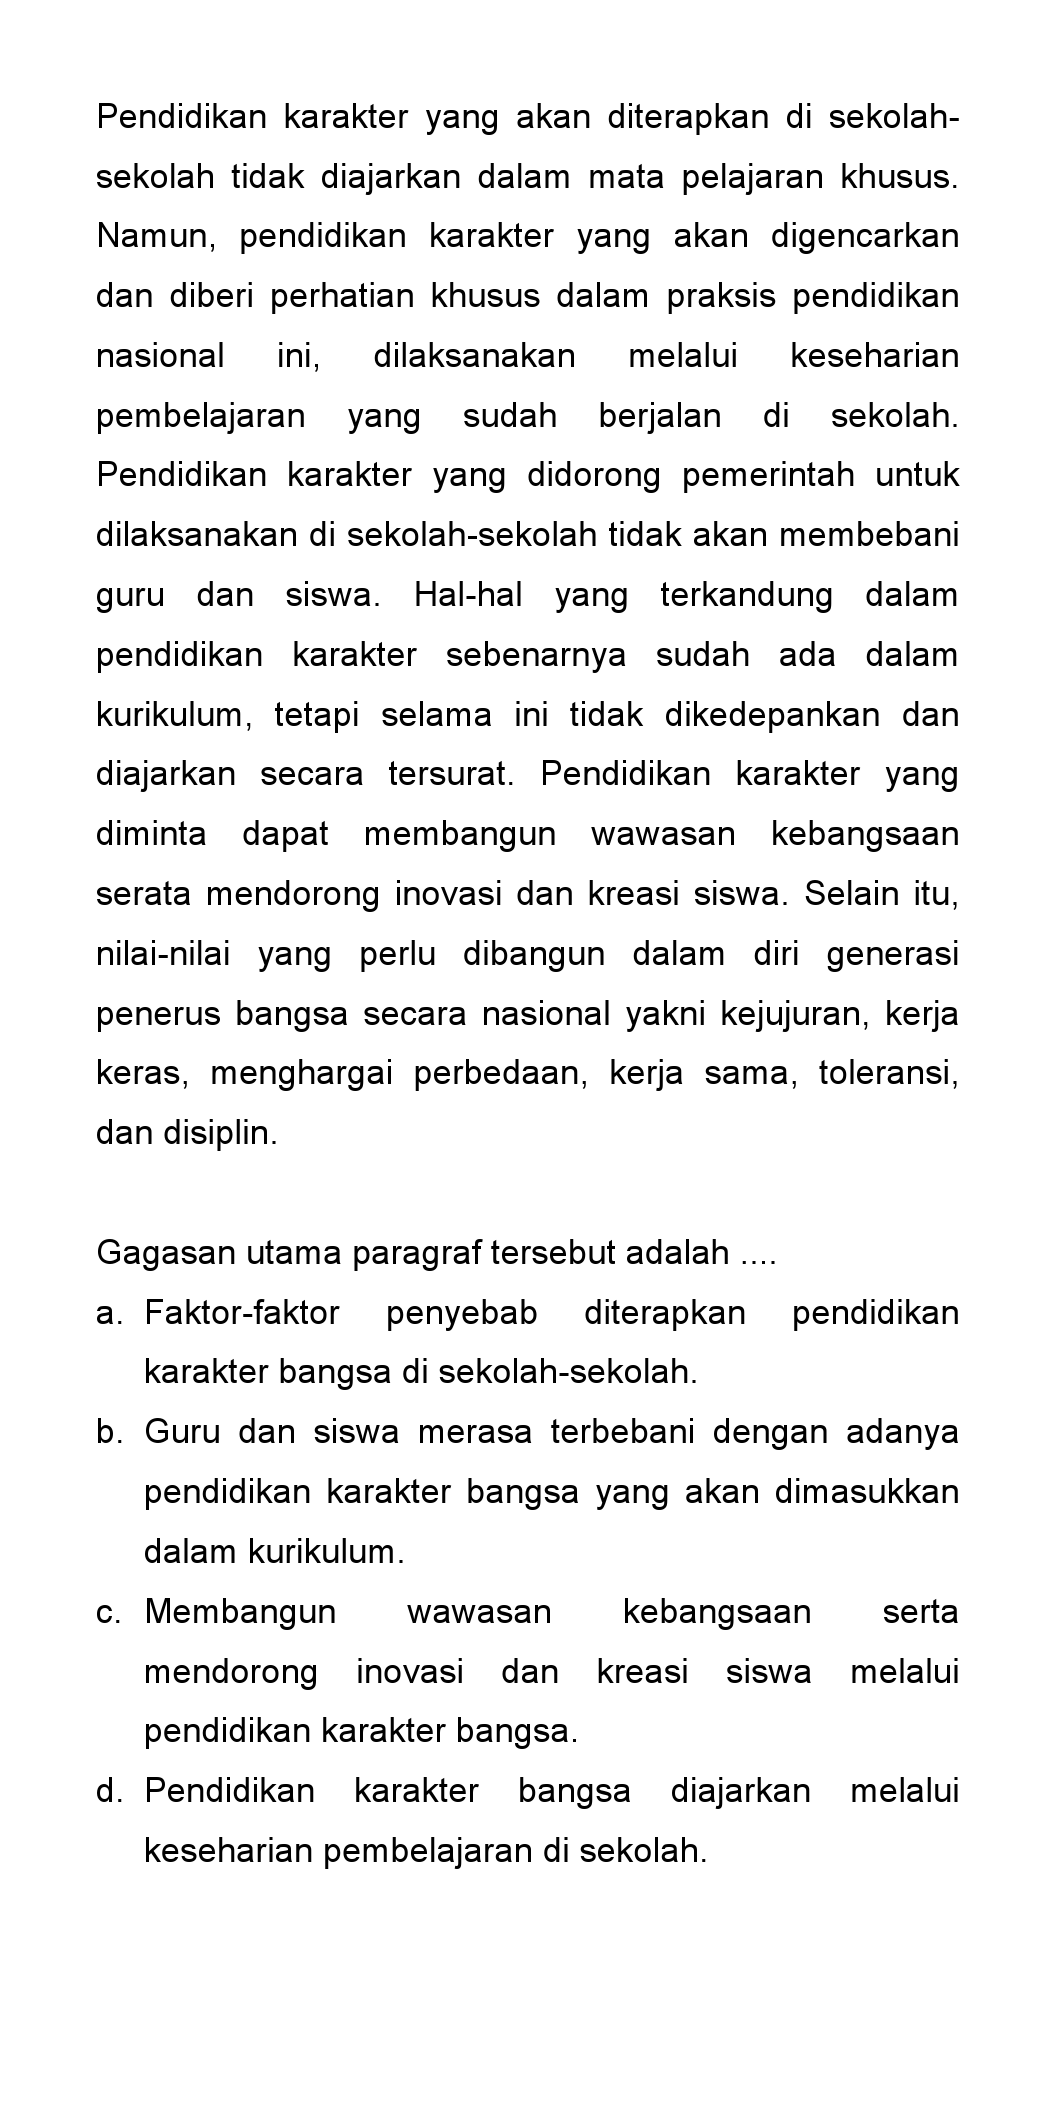 Pendidikan karakter yang akan diterapkan di sekolah-
sekolah tidak diajarkan dalam mata pelajaran khusus.
Namun, pendidikan karakter yang akan digencarkan
dan diberi perhatian khusus dalam praksis pendidikan
nasional ini, dilaksanakan melalui keseharian
pembelajaran yang sudah berjalan di sekolah.
Pendidikan karakter yang didorong pemerintah untuk
dilaksanakan di sekolah-sekolah tidak akan membebani
guru dan siswa. Hal-hal yang terkandung dalam
pendidikan karakter sebenarnya sudah ada dalam
kurikulum, tetapi selama ini tidak dikedepankan dan
diajarkan secara tersurat. Pendidikan karakter yang
diminta dapat membangun wawasan kebangsaan
serata mendorong inovasi dan kreasi siswa. Selain itu,
nilai-nilai yang perlu dibangun dalam diri generasi
penerus bangsa secara nasional yakni kejujuran, kerja
keras, menghargai perbedaan, kerja sama, toleransi,
dan disiplin.
Gagasan utama paragraf tersebut adalah ....
a. Faktor-faktor penyebab diterapkan pendidikan
karakter bangsa di sekolah-sekolah.
b. Guru dan siswa merasa terbebani dengan adanya
pendidikan karakter bangsa yang akan dimasukkan
dalam kurikulum.
c. Membangun wawasan kebangsaan serta
mendorong inovasi dan kreasi siswa melalui
pendidikan karakter bangsa.
d. Pendidikan karakter bangsa diajarkan melalui
keseharian pembelajaran di sekolah.